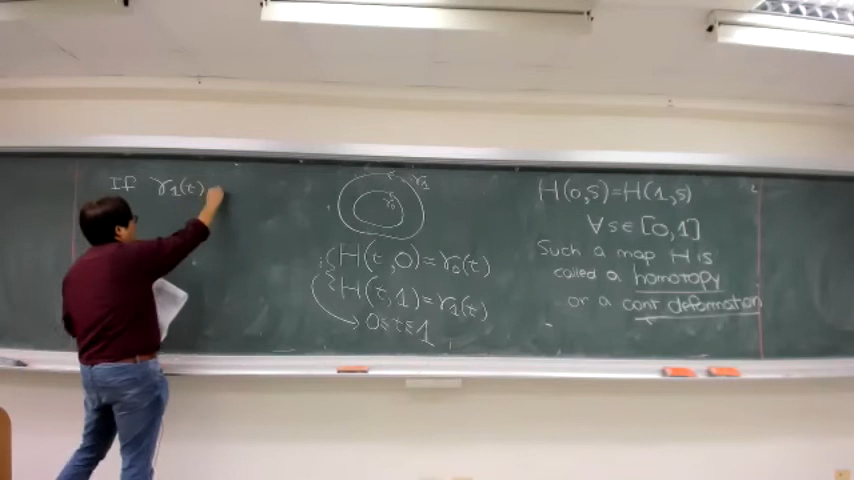 If γ1(t)
γ1
γ0
H(t,0)=γ0(t)
H(t,1)=γ1(t)
0≤t≤1
H(0,s)=H(1,s)
∀s∈[0,1]
Such a map H is
called a homotopy
or a cont deformation